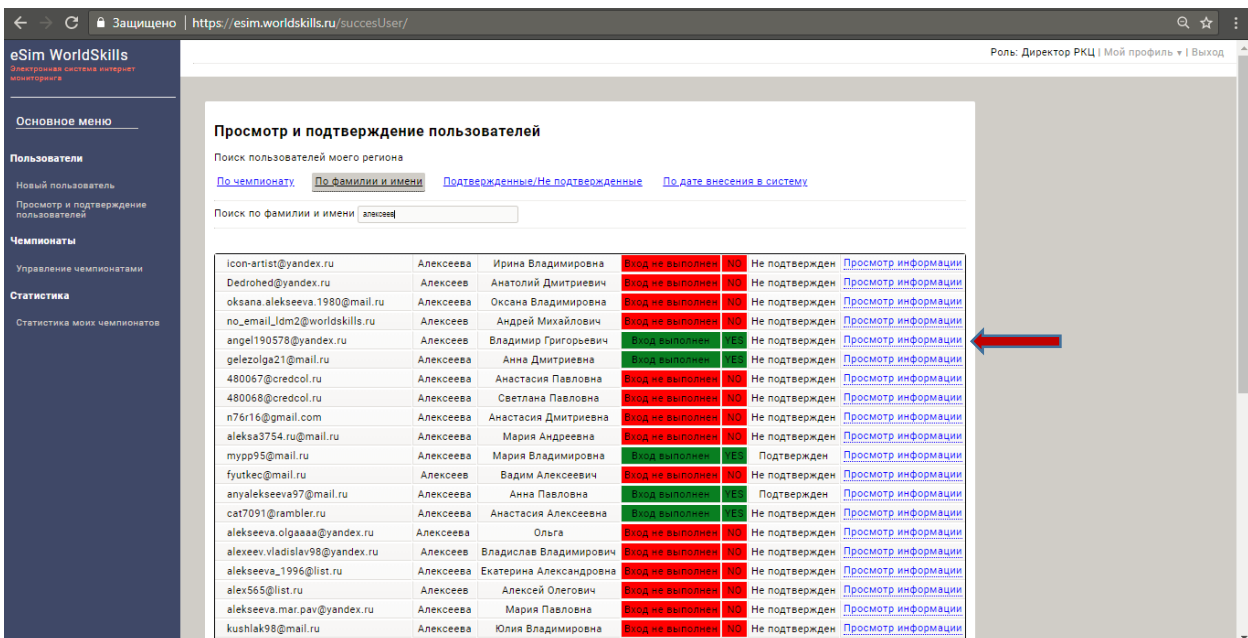 Защищено | https://esim.worldskills.ru/succesUser/
eSim WorldSkills
Электронная система интернет
мониторинга
Роль: Директор РКЦ | Мой профиль ▾ | Выход
Основное меню
Пользователи
Новый пользователь
Просмотр и подтверждение
пользователей
Чемпионаты
Управление чемпионатами
Статистика
Статистика моих чемпионатов
Просмотр и подтверждение пользователей
Поиск пользователей моего региона
По чемпионату По фамилии и имени Подтвержденные/Не подтвержденные По дате внесения в систему
Поиск по фамилии и имени алексеев
icon-artist@yandex.ru Алексеева Ирина Владимировна Вход не выполнен NO Не подтвержден Просмотр информации
Dedrohed@yandex.ru Алексеев Анатолий Дмитриевич Вход не выполнен NO Не подтвержден Просмотр информации
oksana.alekseeva.1980@mail.ru Алексеева Оксана Владимировна Вход не выполнен NO Не подтвержден Просмотр информации
no_email_ldm2@worldskills.ru Алексеев Андрей Михайлович Вход не выполнен NO Не подтвержден Просмотр информации
angel190578@yandex.ru Алексеев Владимир Григорьевич Вход выполнен YES Не подтвержден Просмотр информации
gelezolga21@mail.ru Алексеева Анна Дмитриевна Вход выполнен YES Не подтвержден Просмотр информации
480067@credcol.ru Алексеева Анастасия Павловна Вход не выполнен NO Не подтвержден Просмотр информации
480068@credcol.ru Алексеева Светлана Павловна Вход не выполнен NO Не подтвержден Просмотр информации
n76r16@gmail.com Алексеева Анастасия Дмитриевна Вход не выполнен NO Не подтвержден Просмотр информации
aleksa3754.ru@mail.ru Алексеева Мария Андреевна Вход не выполнен NO Не подтвержден Просмотр информации
mypp95@mail.ru Алексеева Мария Владимировна Вход выполнен YES Подтвержден Просмотр информации
fyutkec@mail.ru Алексеев Вадим Алексеевич Вход не выполнен NO Не подтвержден Просмотр информации
anyalekseeva97@mail.ru Алексеева Анна Павловна Вход выполнен YES Подтвержден Просмотр информации
cat7091@rambler.ru Алексеева Анастасия Алексеевна Вход выполнен YES Не подтвержден Просмотр информации
alekseeva.olgaaaa@yandex.ru Алексеева Ольга Вход не выполнен NO Не подтвержден Просмотр информации
alexeev.vladislav98@yandex.ru Алексеев Владислав Владимирович Вход не выполнен NO Не подтвержден Просмотр информации
alekseeva_1996@list.ru Алексеева Екатерина Александровна Вход не выполнен NO Не подтвержден Просмотр информации
alex565@list.ru Алексеев Алексей Олегович Вход не выполнен NO Не подтвержден Просмотр информации
alekseeva.mar.pav@yandex.ru Алексеева Мария Павловна Вход не выполнен NO Не подтвержден Просмотр информации
kushlak98@mail.ru Алексеева Юлия Владимировна Вход не выполнен NO Не подтвержден Просмотр информации